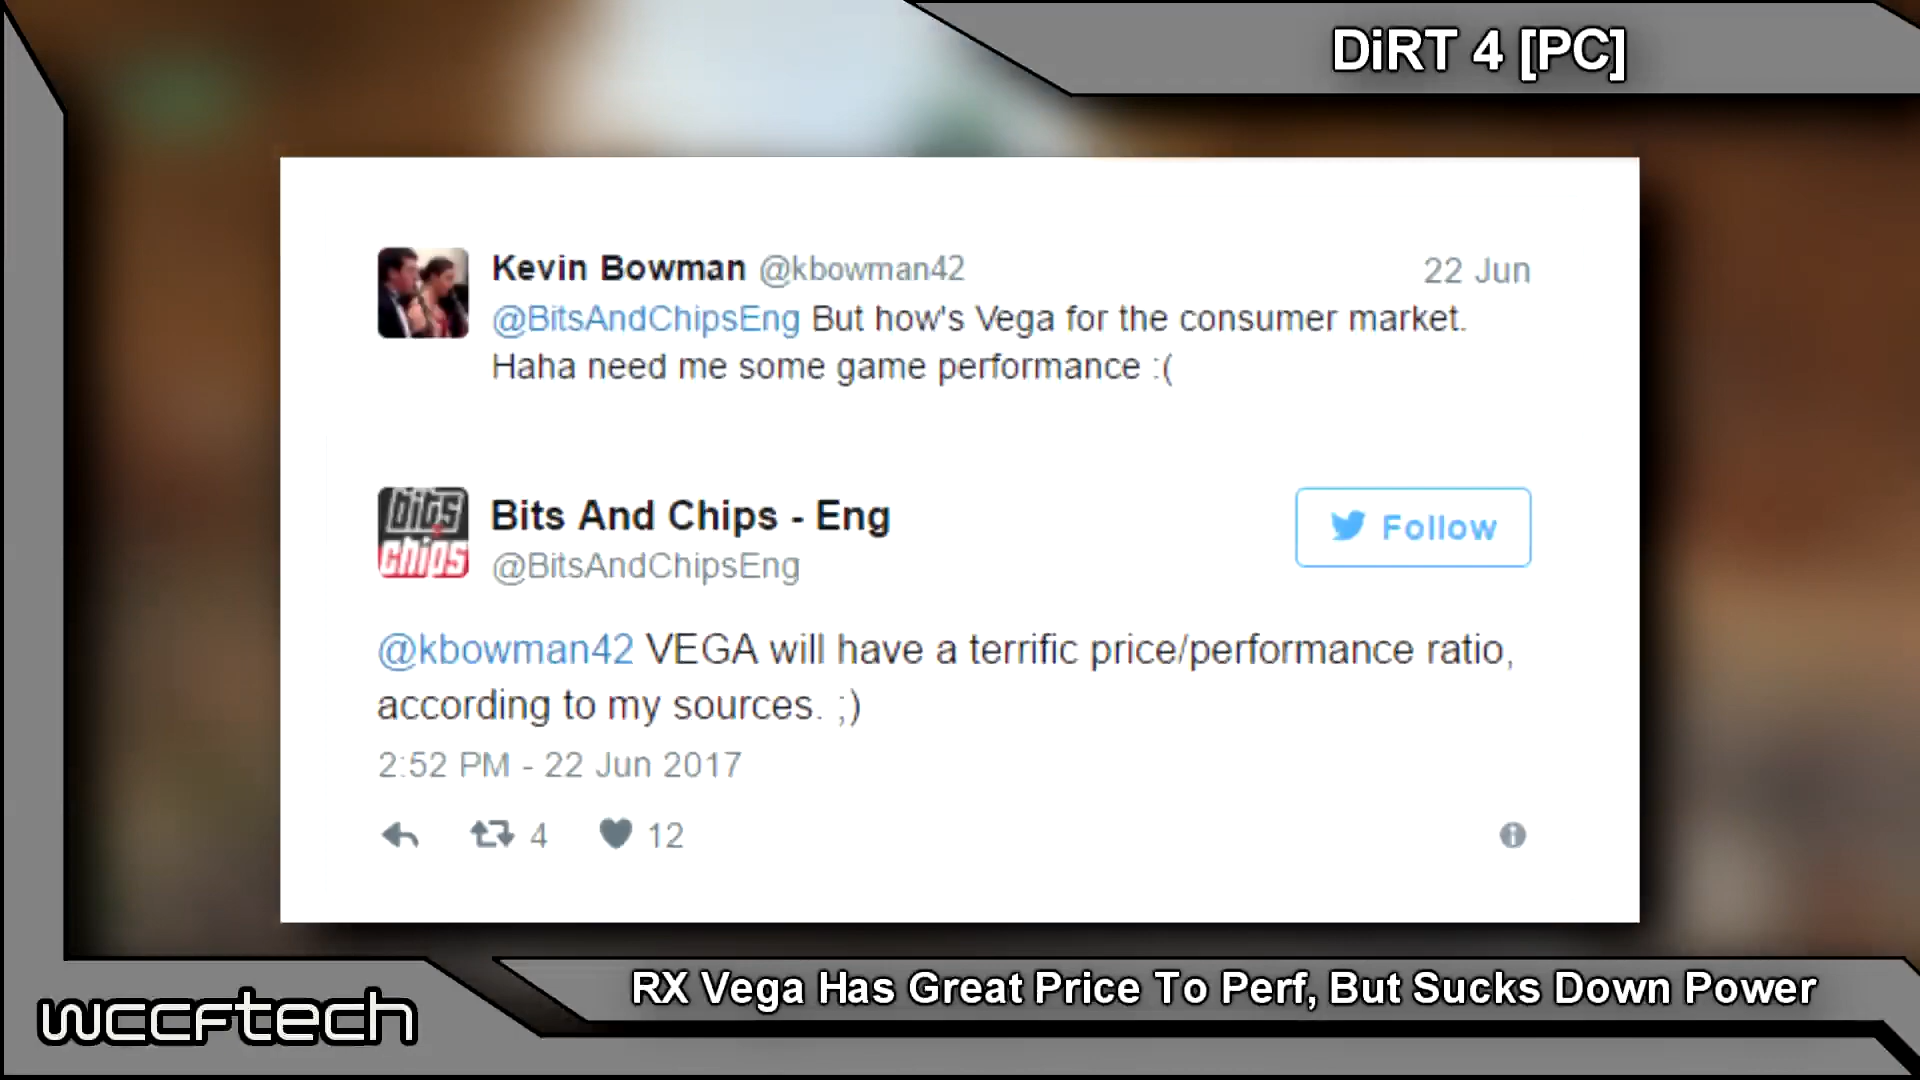 DiRT 4 [PC]
Kevin Bowman @kbowman42 22 Jun
@BitsAndChipsEng But how's Vega for the consumer market.
Haha need me some game performance :(
bits
chips
Bits And Chips - Eng
@BitsAndChipsEng
Follow
@kbowman42 VEGA will have a terrific price/performance ratio,
according to my sources. ;)
2:52 PM - 22 Jun 2017
4 12
wccftech
RX Vega Has Great Price To Perf, But Sucks Down Power